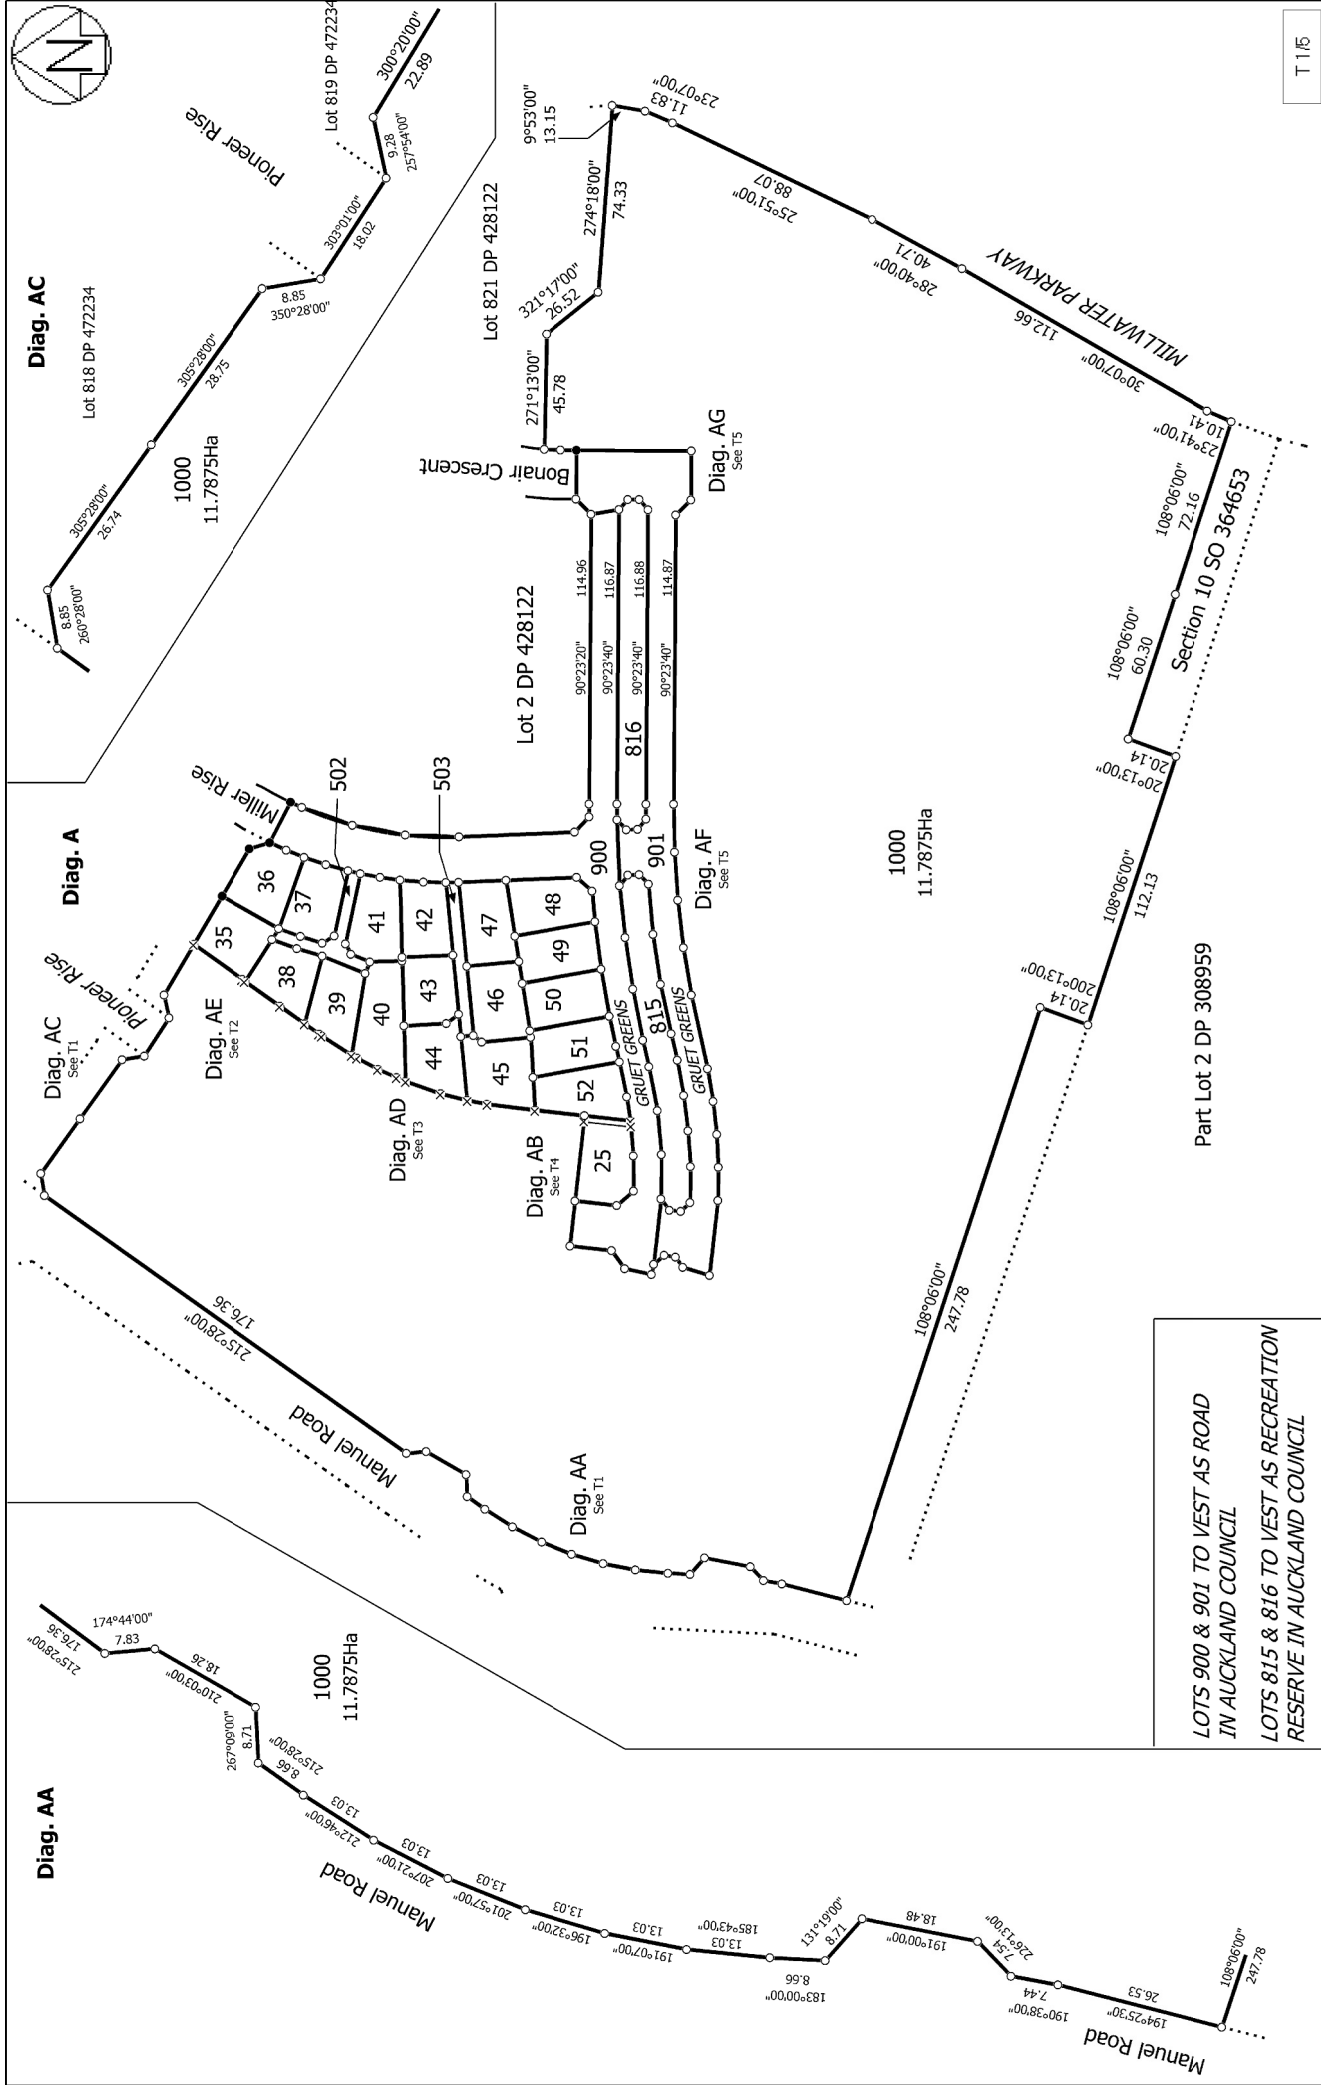 Diag. AA
215°28'00"
176.36
174°44'00"
7.83
18.26
210°03'00"
267°09'00"
8.71
215°28'00"
8.66
13.03
212°46'00"
13.03
207°21'00"
13.03
201°57'00"
13.03
196°32'00"
13.03
191°07'00"
185°43'00"
13.03
8.66
183°00'00"
131°19'00"
8.71
18.48
191°00'00"
226°13'00"
7.54
7.44
190°38'00"
26.53
194°25'30"
108°06'00"
247.78
Manuel Road
Manuel Road
1000
11.7875Ha
Diag. A
Diag. AC
See T1
Pioneer Rise
Diag. AE
See T2
Diag. AD
See T3
Diag. AB
See T4
Diag. AA
See T1
Manuel Road
176.36
215°28'00"
Miller Rise
35
36
37
38
39
40
41
42
43
44
45
46
47
48
49
50
51
52
25
502
503
900
901
815
816
GRUET GREENS
GRUET GREENS
Diag. AF
See T5
Diag. AG
See T5
Lot 2 DP 428122
90°23'20"
114.96
90°23'40"
116.87
90°23'40"
116.88
90°23'40"
114.87
Bonair Crescent
Lot 821 DP 428122
271°13'00"
45.78
321°17'00"
26.52
274°18'00"
74.33
9°53'00"
13.15
11.83
23°07'00"
88.07
25°51'00"
40.71
28°40'00"
112.66
30°07'00"
MILLWATER PARKWAY
10.41
23°41'00"
108°06'00"
72.16
108°06'00"
60.30
Section 10 SO 364653
20.14
20°13'00"
108°06'00"
112.13
200°13'00"
20.14
108°06'00"
247.78
1000
11.7875Ha
Part Lot 2 DP 308959
Diag. AC
Lot 818 DP 472234
Pioneer Rise
Lot 819 DP 472234
8.85
260°28'00"
305°28'00"
26.74
305°28'00"
28.75
8.85
350°28'00"
303°01'00"
18.02
9.28
257°54'00"
300°20'00"
22.89
1000
11.7875Ha
N
LOTS 900 & 901 TO VEST AS ROAD
IN AUCKLAND COUNCIL
LOTS 815 & 816 TO VEST AS RECREATION
RESERVE IN AUCKLAND COUNCIL
T 1/5